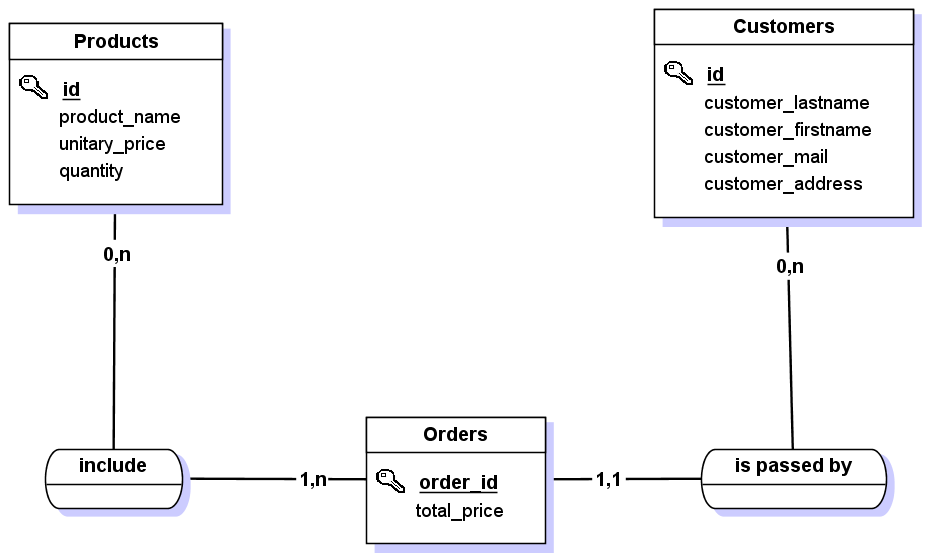 Products
id
product_name
unitary_price
quantity
Customers
id
customer_lastname
customer_firstname
customer_mail
customer_address
0,n
0,n
include
1,n
Orders
order_id
total_price
1,1
is passed by